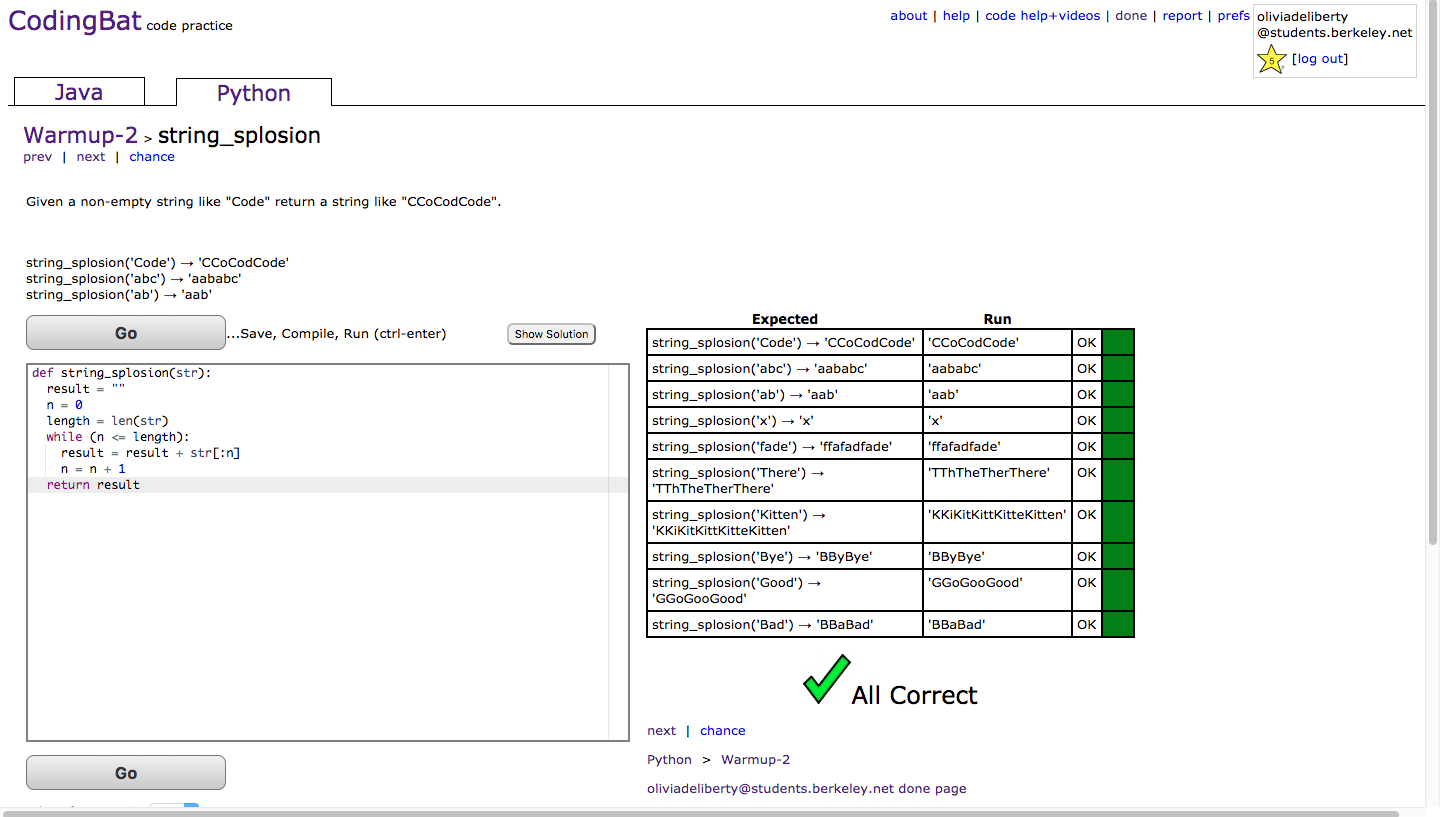 CodingBat code practice
about | help | code help+videos | done | report | prefs
oliviadeliberty
@students.berkeley.net
5 [log out]
Java
Python
Warmup-2 > string_splosion
prev | next | chance
Given a non-empty string like "Code" return a string like "CCoCodCode".
string_splosion('Code') → 'CCoCodCode'
string_splosion('abc') → 'aababc'
string_splosion('ab') → 'aab'
Go ...Save, Compile, Run (ctrl-enter) Show Solution
def string_splosion(str):
  result = ""
  n = 0
  length = len(str)
  while (n <= length):
    result = result + str[:n]
    n = n + 1
  return result
Go
Expected Run
string_splosion('Code') → 'CCoCodCode' 'CCoCodCode' OK
string_splosion('abc') → 'aababc' 'aababc' OK
string_splosion('ab') → 'aab' 'aab' OK
string_splosion('x') → 'x' 'x' OK
string_splosion('fade') → 'ffafadfade' 'ffafadfade' OK
string_splosion('There') → 'TThTheTherThere' OK
'TThTheTherThere'
string_splosion('Kitten') → 'KKiKitKittKitteKitten' OK
'KKiKitKittKitteKitten'
string_splosion('Bye') → 'BByBye' 'BByBye' OK
string_splosion('Good') → 'GGoGooGood' OK
'GGoGooGood'
string_splosion('Bad') → 'BBaBad' 'BBaBad' OK
All Correct
next | chance
Python > Warmup-2
oliviadeliberty@students.berkeley.net done page